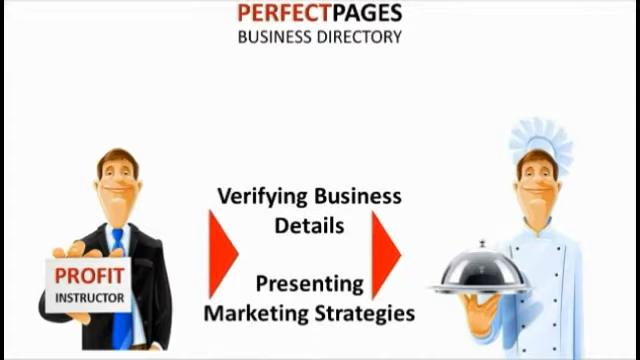 PERFECTPAGES
BUSINESS DIRECTORY
Verifying Business
Details
Presenting
Marketing Strategies
PROFIT
INSTRUCTOR